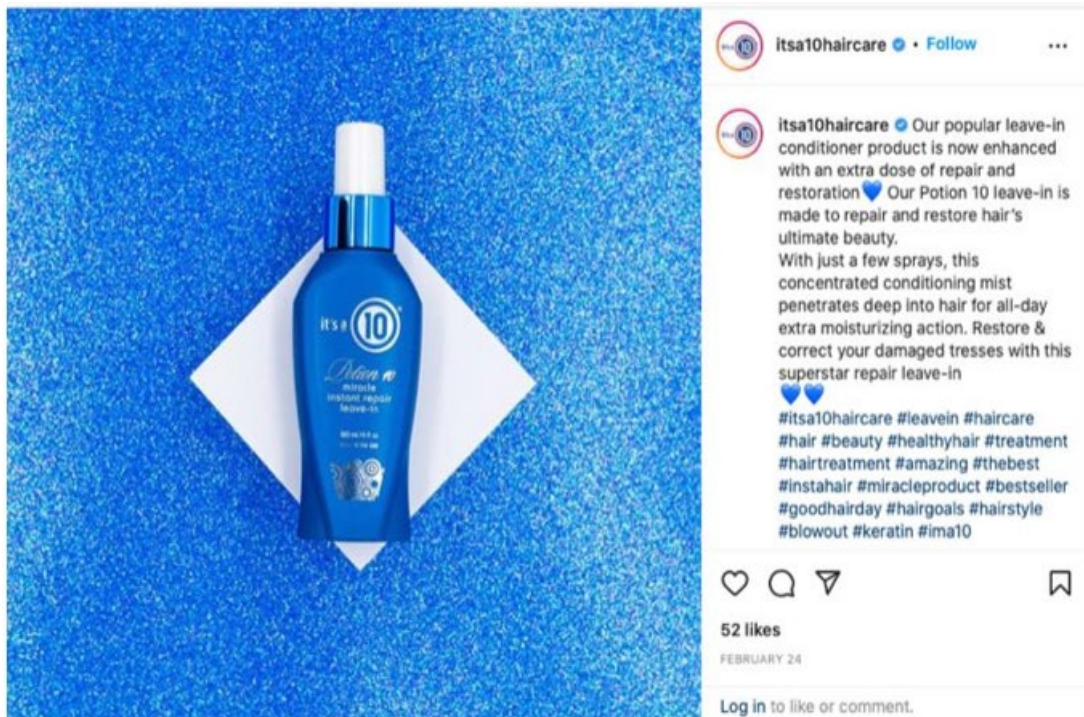 it's a 10
Potion 10
miracle
instant repair
leave-in
itsa10haircare • Follow
itsa10haircare Our popular leave-in
conditioner product is now enhanced
with an extra dose of repair and
restoration💙 Our Potion 10 leave-in is
made to repair and restore hair's
ultimate beauty.
With just a few sprays, this
concentrated conditioning mist
penetrates deep into hair for all-day
extra moisturizing action. Restore &
correct your damaged tresses with this
superstar repair leave-in
💙💙
#itsa10haircare #leavein #haircare
#hair #beauty #healthyhair #treatment
#hairtreatment #amazing #thebest
#instahair #miracleproduct #bestseller
#goodhairday #hairgoals #hairstyle
#blowout #keratin #ima10
52 likes
FEBRUARY 24
Log in to like or comment.